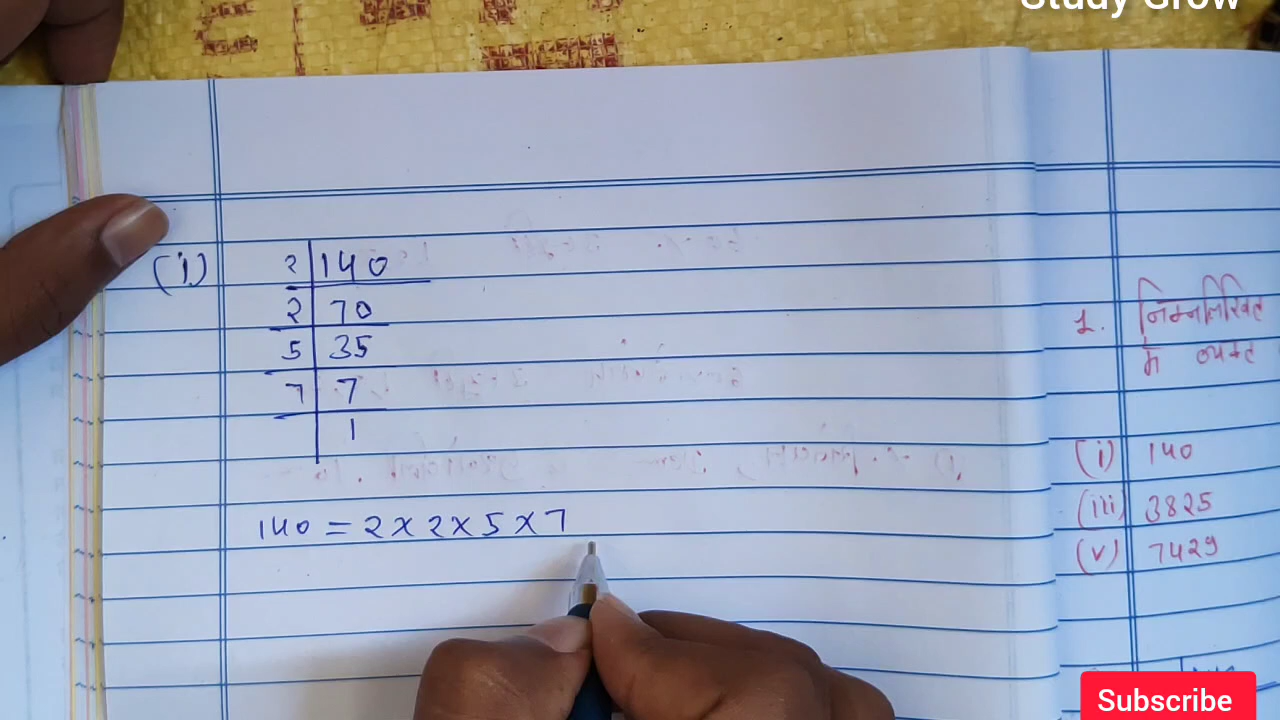 Study Grow
(i) 2 | 140
2 | 70
5 | 35
7 | 7
1
140 = 2 × 2 × 5 × 7
1. निम्नलिखित
में व्यक्त
(i) 140
(iii) 3825
(v) 7429
Subscribe